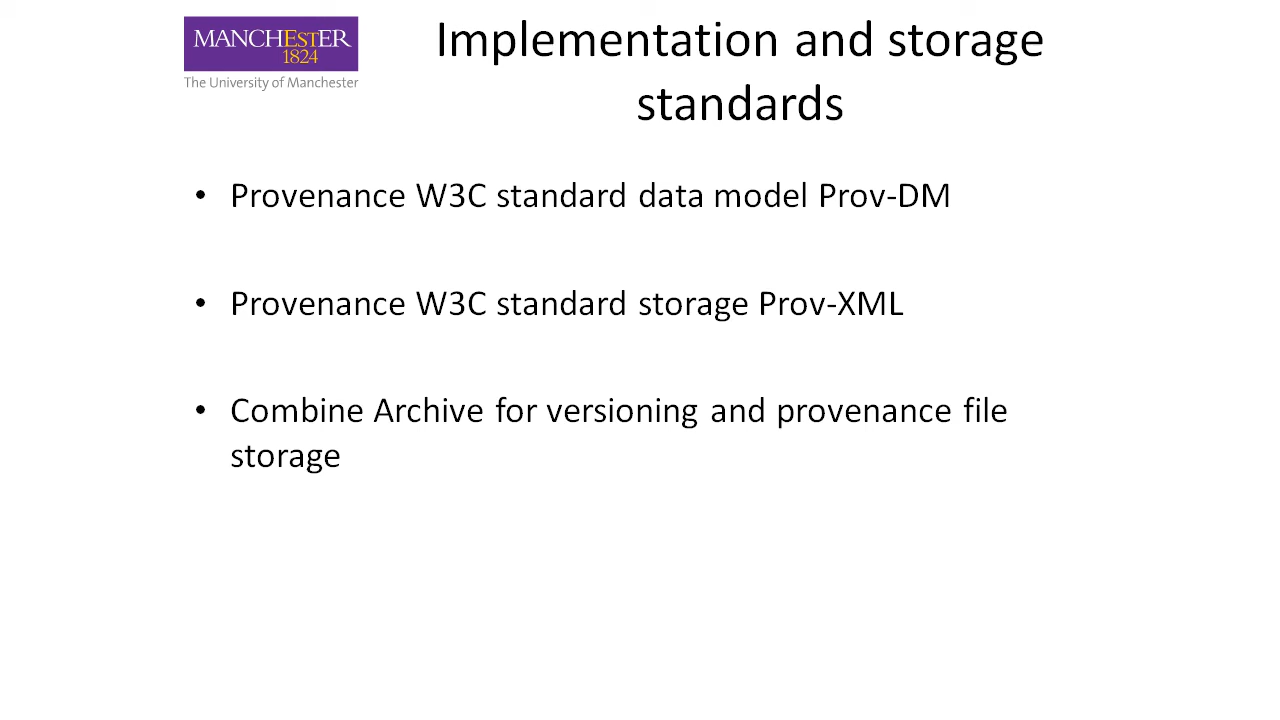 MANCHESTER
1824
The University of Manchester
Implementation and storage
standards
• Provenance W3C standard data model Prov-DM
• Provenance W3C standard storage Prov-XML
• Combine Archive for versioning and provenance file
storage